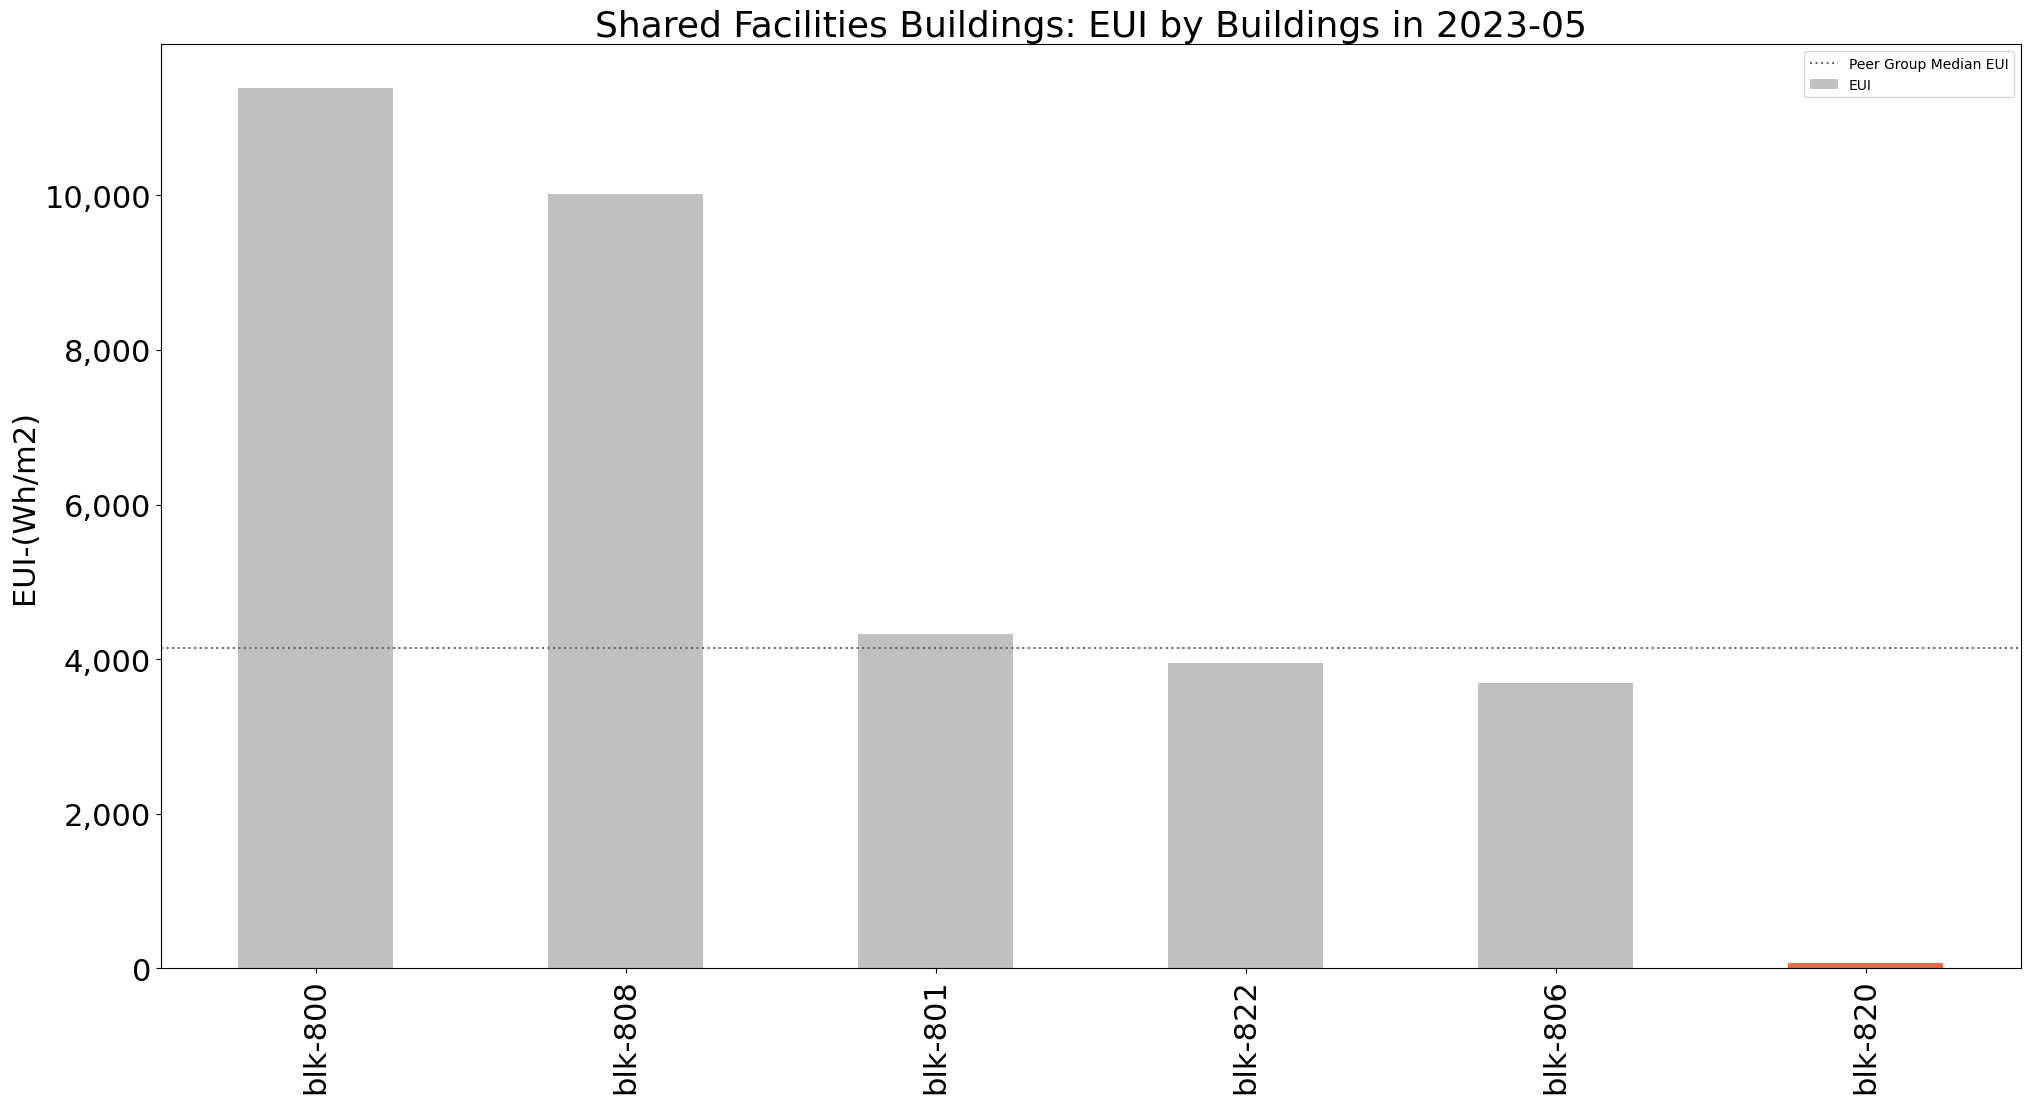 Shared Facilities Buildings: EUI by Buildings in 2023-05
Peer Group Median EUI
EUI
EUI-(Wh/m2)
10,000
8,000
6,000
4,000
2,000
0
blk-800
blk-808
blk-801
blk-822
blk-806
blk-820